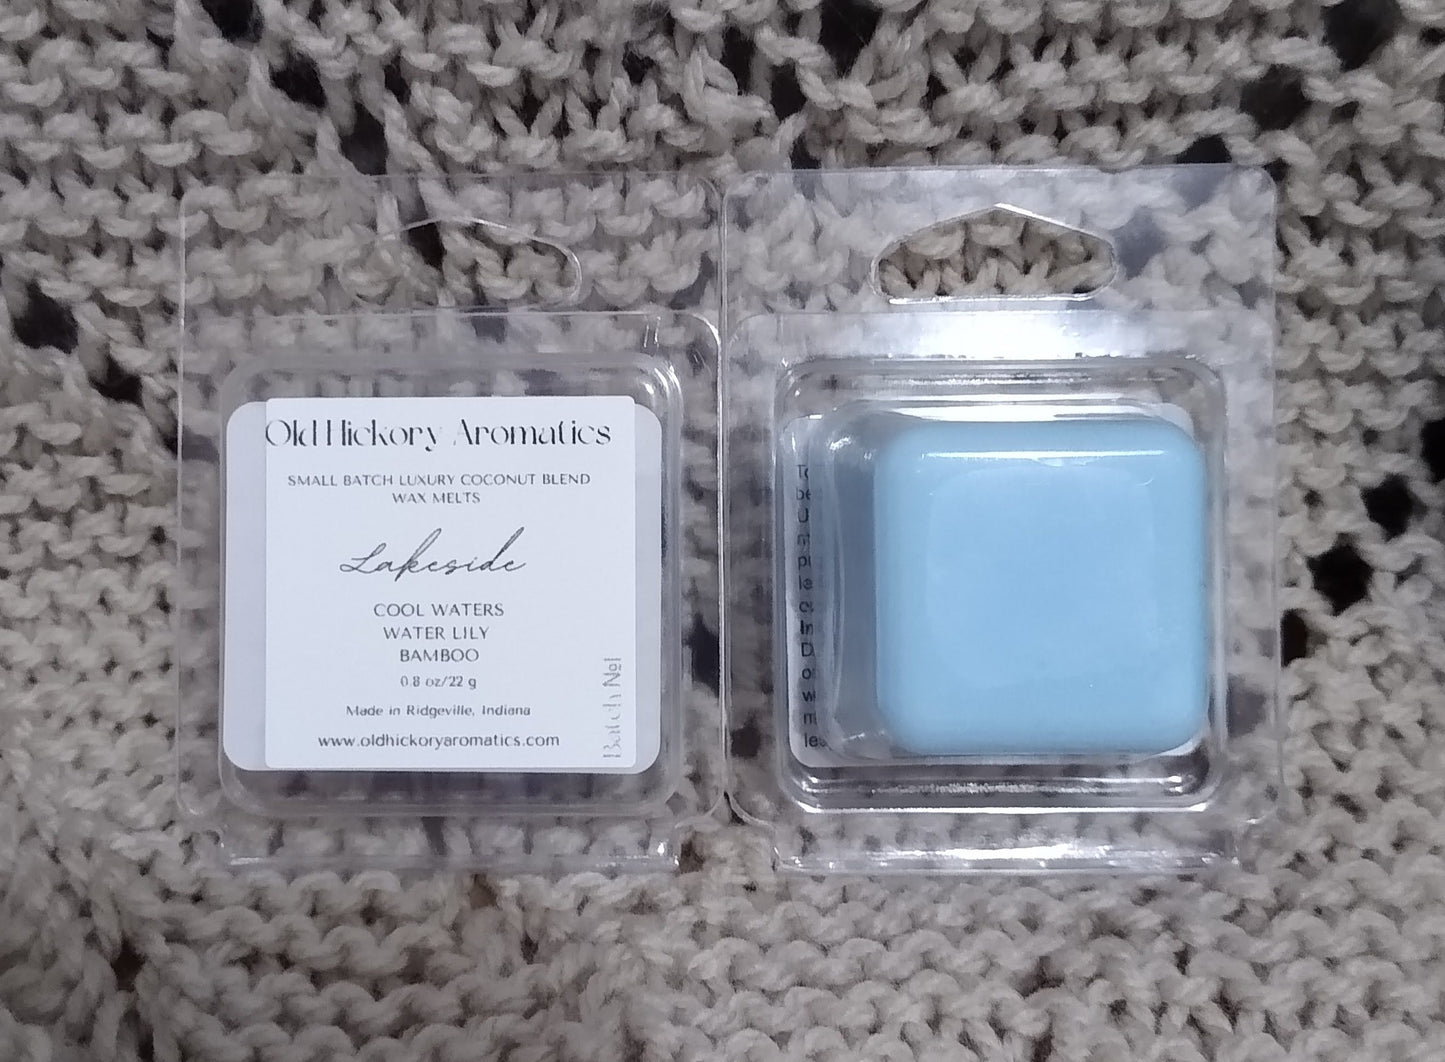 Old Hickory Aromatics
SMALL BATCH LUXURY COCONUT BLEND
WAX MELTS
Lakeside
COOL WATERS
WATER LILY
BAMBOO
0.8 oz/22 g
Made in Ridgeville, Indiana
www.oldhickoryaromatics.com
Batch №1